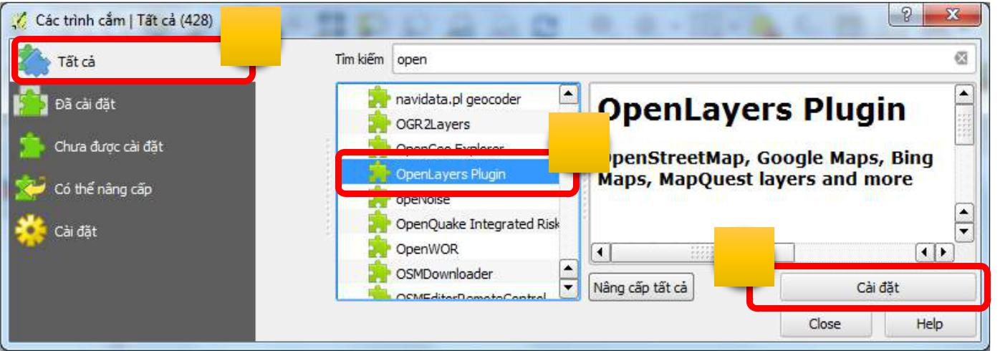 Các trình cắm | Tất cả (428)
Tất cả
Đã cài đặt
Chưa được cài đặt
Có thể nâng cấp
Cài đặt
Tìm kiếm open
navidata.pl geocoder
OGR2Layers
OpenGeo Explorer
OpenLayers Plugin
opeNoise
OpenQuake Integrated Risk
OpenWOR
OSMDownloader
OSMEditorRemoteControl
OpenLayers Plugin
OpenStreetMap, Google Maps, Bing
Maps, MapQuest layers and more
Nâng cấp tất cả
Cài đặt
Close
Help